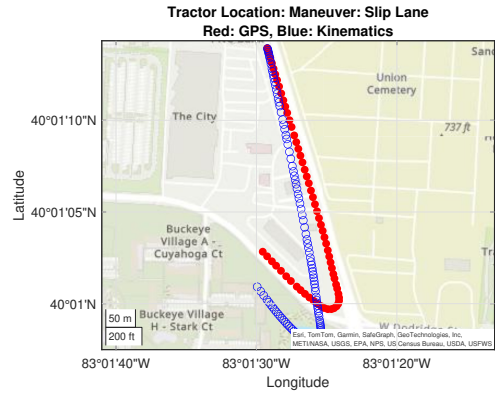 Tractor Location: Maneuver: Slip Lane
Red: GPS, Blue: Kinematics
Union
Cemetery
The City
737 ft
40°01'10"N
40°01'05"N
40°01'N
Latitude
Buckeye
Village A -
Cuyahoga Ct
Buckeye Village
H - Stark Ct
50 m
200 ft
Esri, TomTom, Garmin, SafeGraph, GeoTechnologies, Inc,
METI/NASA, USGS, EPA, NPS, US Census Bureau, USDA, USFWS
83°01'40"W
83°01'30"W
83°01'20"W
Longitude